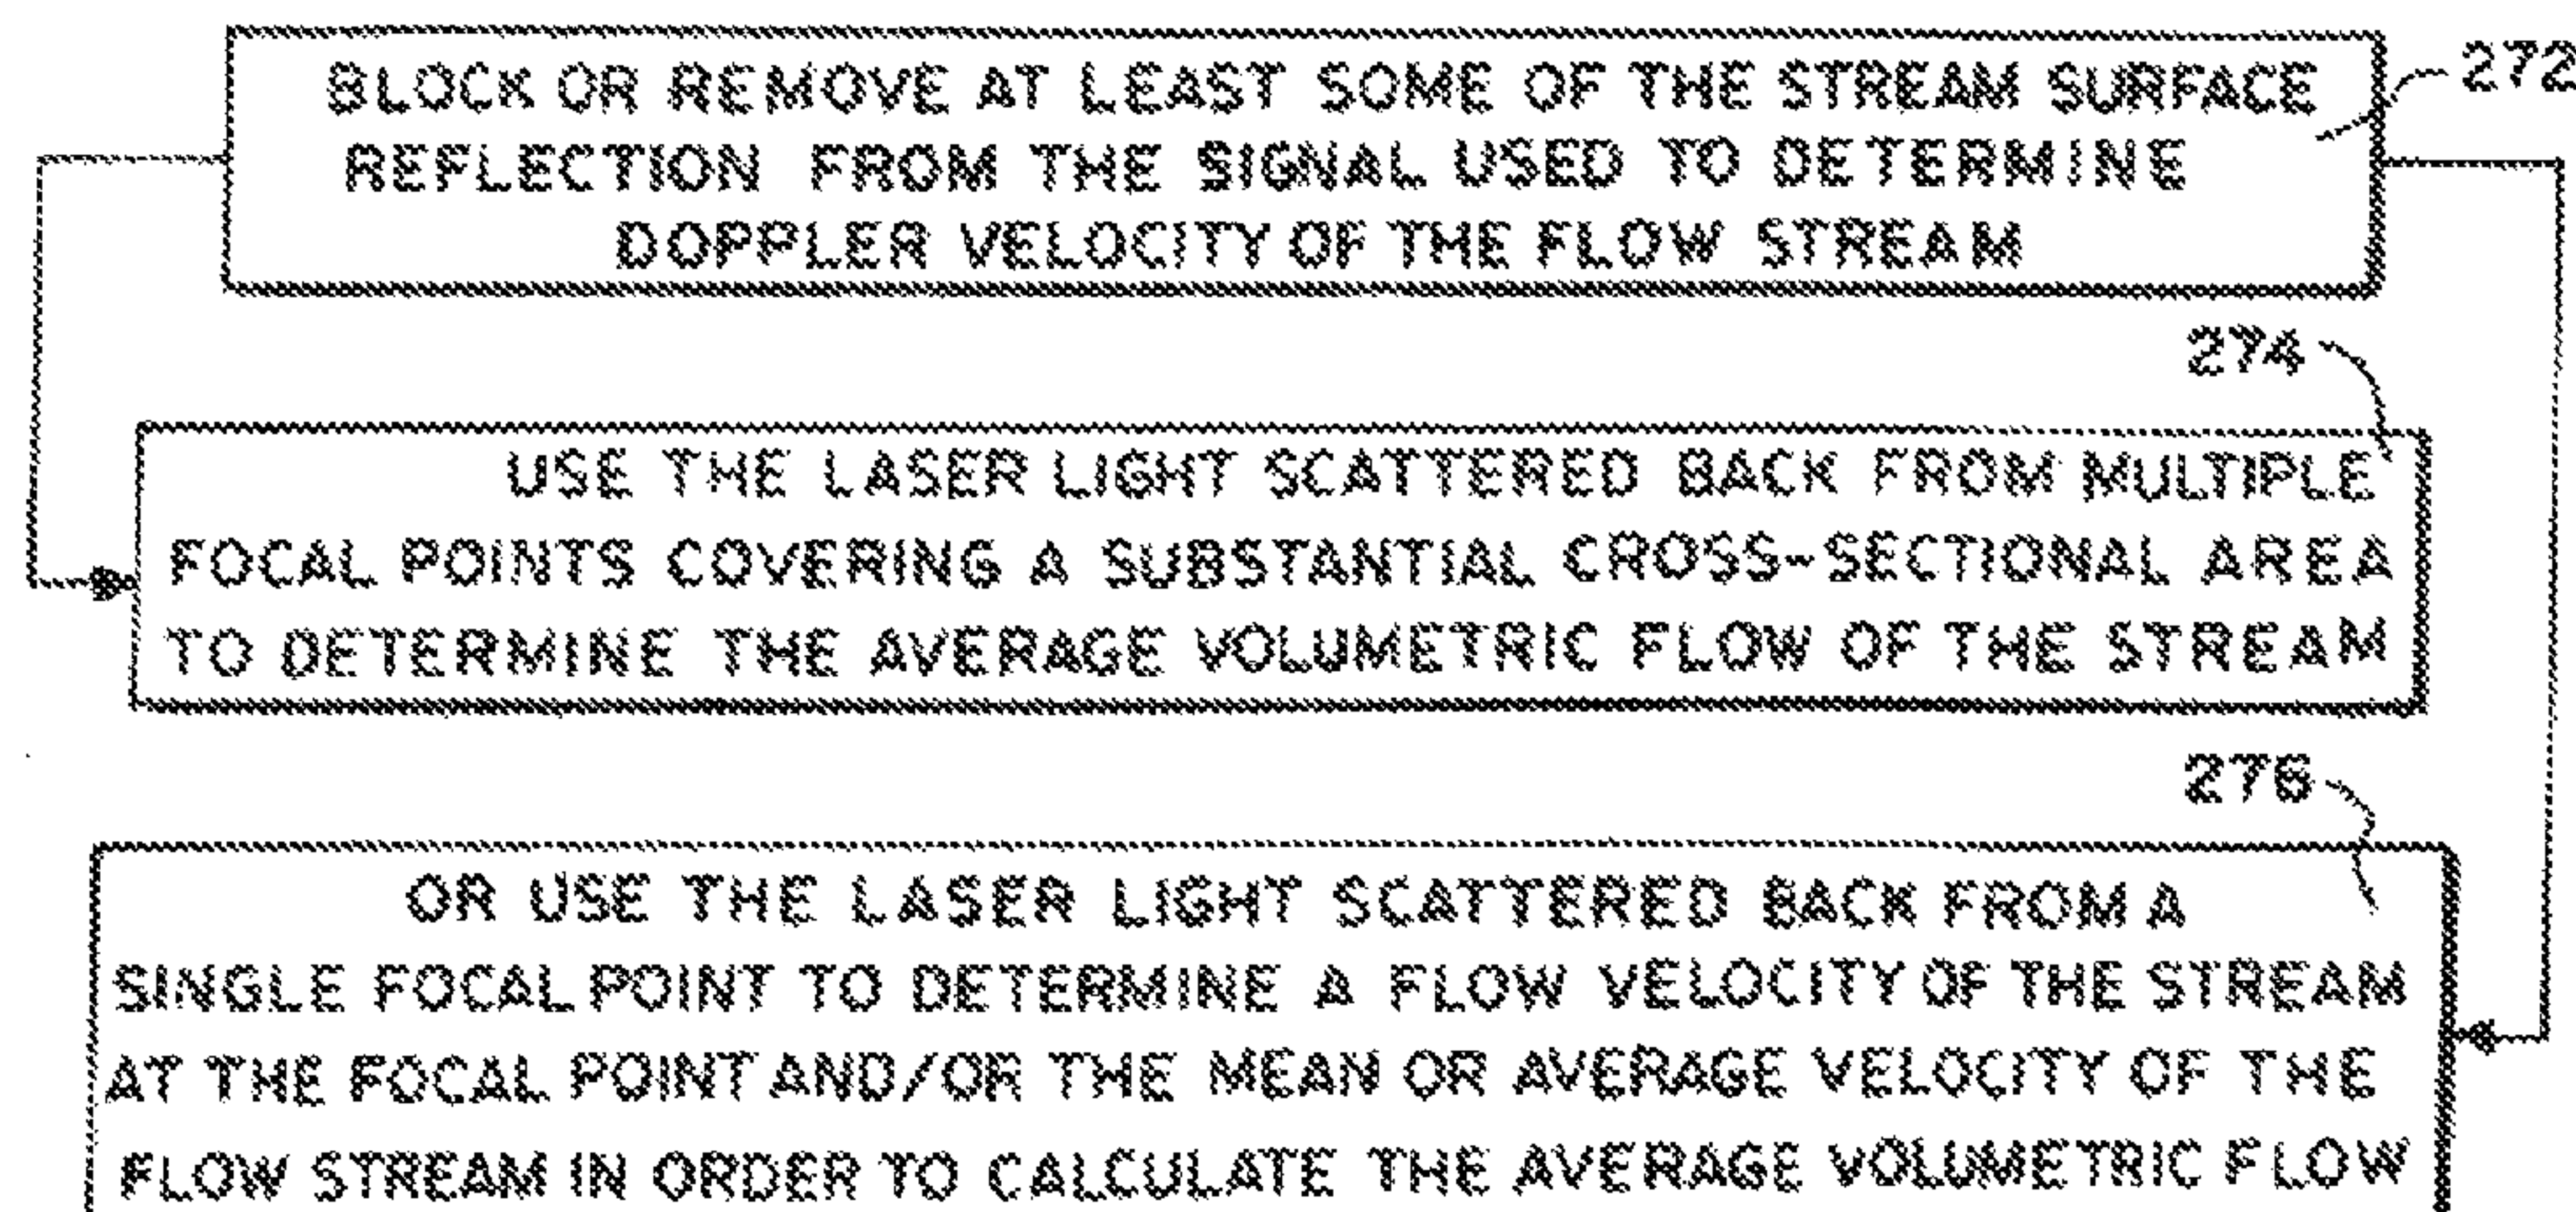 BLOCK OR REMOVE AT LEAST SOME OF THE STREAM SURFACE
REFLECTION FROM THE SIGNAL USED TO DETERMINE
DOPPLER VELOCITY OF THE FLOW STREAM
272
274
USE THE LASER LIGHT SCATTERED BACK FROM MULTIPLE
FOCAL POINTS COVERING A SUBSTANTIAL CROSS-SECTIONAL AREA
TO DETERMINE THE AVERAGE VOLUMETRIC FLOW OF THE STREAM
276
OR USE THE LASER LIGHT SCATTERED BACK FROM A
SINGLE FOCAL POINT TO DETERMINE A FLOW VELOCITY OF THE STREAM
AT THE FOCAL POINT AND/OR THE MEAN OR AVERAGE VELOCITY OF THE
FLOW STREAM IN ORDER TO CALCULATE THE AVERAGE VOLUMETRIC FLOW